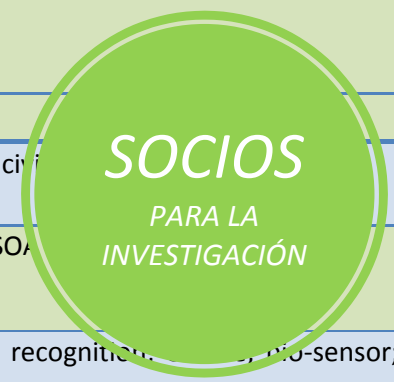 SOCIOS
PARA LA
INVESTIGACIÓN
recognition. bio-sensor;